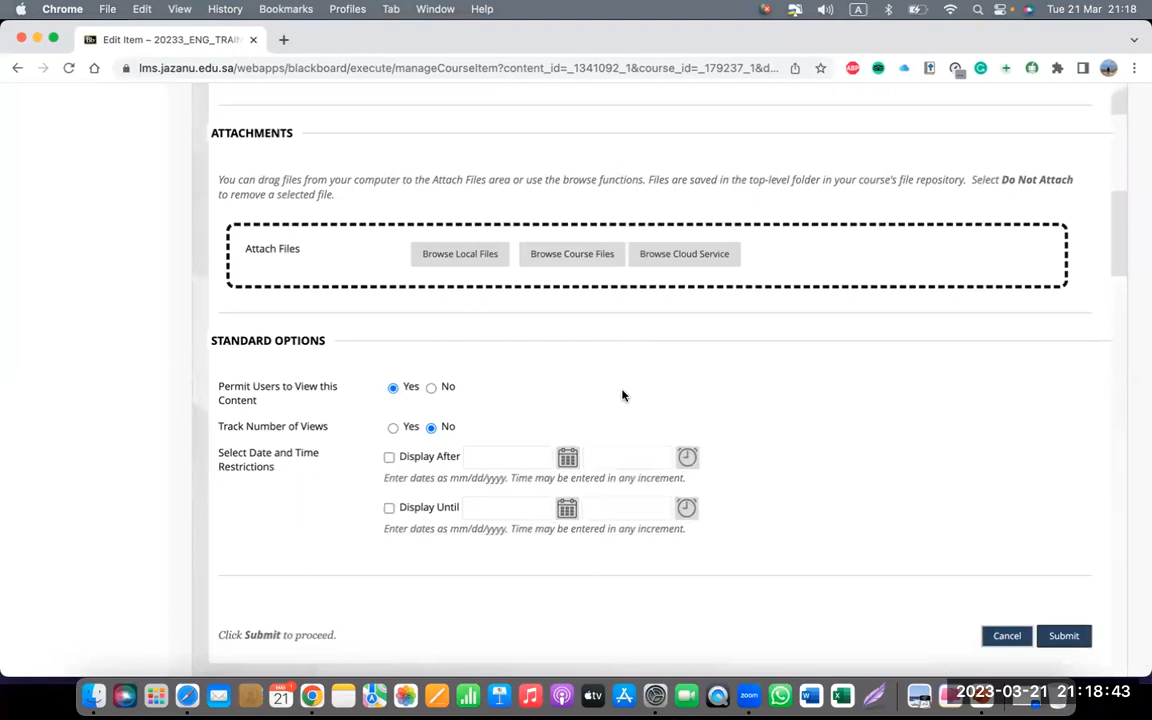 Chrome File Edit View History Bookmarks Profiles Tab Window Help A Tue 21 Mar 21:18
Bb Edit Item – 20233_ENG_TRAIN
lms.jazanu.edu.sa/webapps/blackboard/execute/manageCourseItem?content_id=_1341092_1&course_id=_179237_1&d... ABP
ATTACHMENTS
You can drag files from your computer to the Attach Files area or use the browse functions. Files are saved in the top-level folder in your course's file repository. Select Do Not Attach
to remove a selected file.
Attach Files Browse Local Files Browse Course Files Browse Cloud Service
STANDARD OPTIONS
Permit Users to View this Yes No
Content
Track Number of Views Yes No
Select Date and Time Display After
Restrictions
Enter dates as mm/dd/yyyy. Time may be entered in any increment.
Display Until
Enter dates as mm/dd/yyyy. Time may be entered in any increment.
Click Submit to proceed. Cancel Submit
21 tv zoom W X 2023-03-21 21:18:43